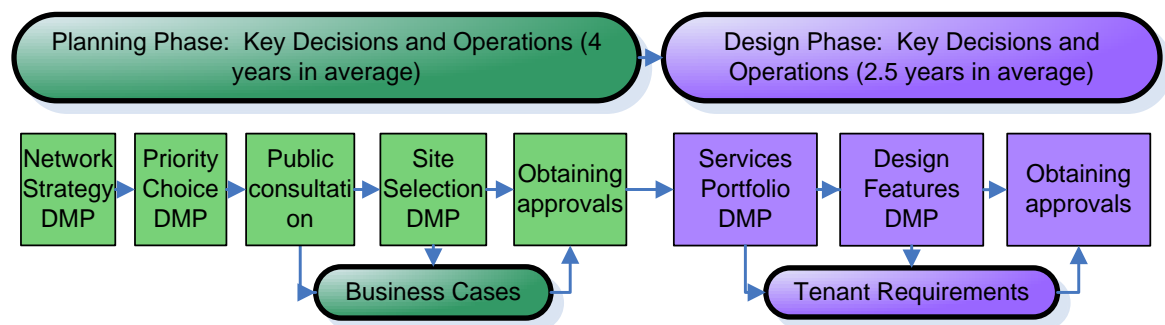 Planning Phase:  Key Decisions and Operations (4
years in average)
Design Phase:  Key Decisions and
Operations (2.5 years in average)
Network
Strategy
DMP
Priority
Choice
DMP
Public
consultati
on
Site
Selection
DMP
Obtaining
approvals
Services
Portfolio
DMP
Design
Features
DMP
Obtaining
approvals
Business Cases
Tenant Requirements